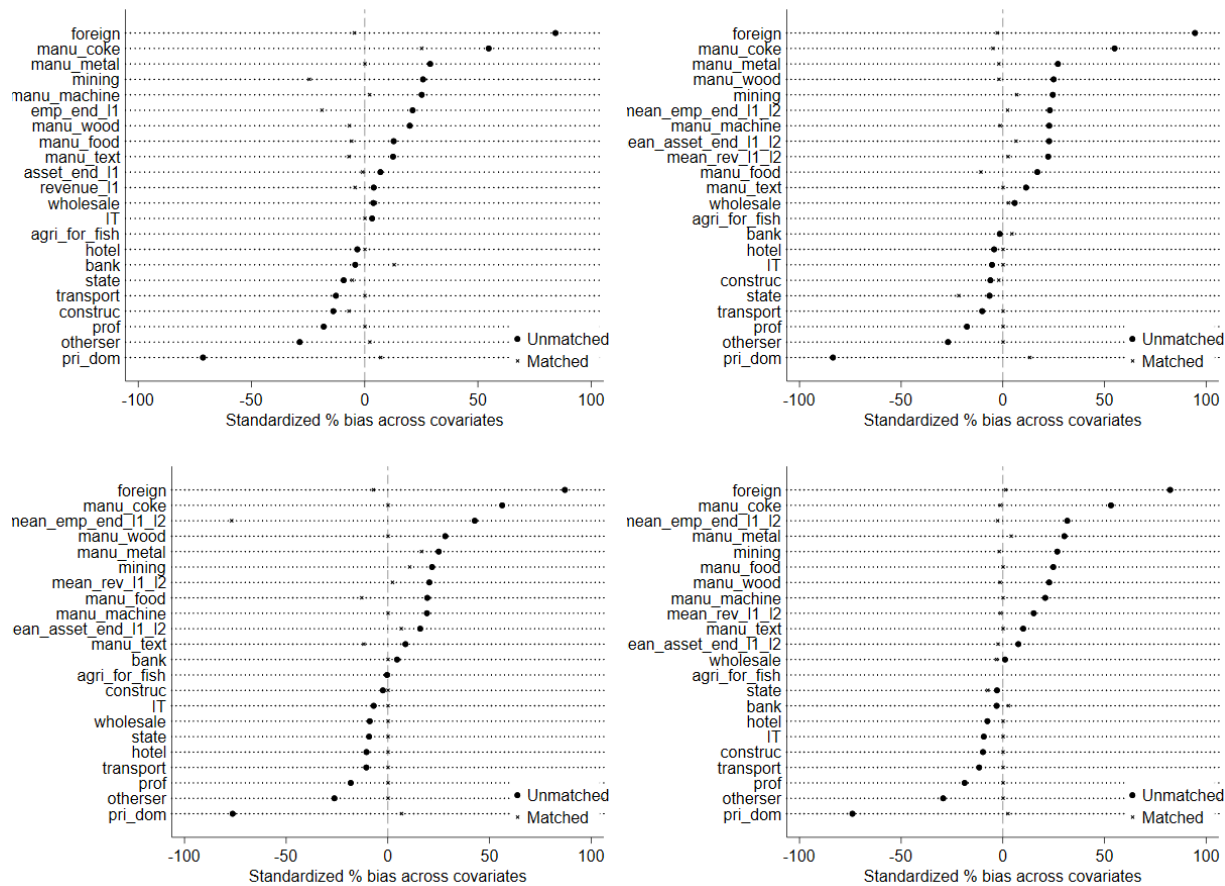 foreign
manu_coke
manu_metal
mining
manu_machine
emp_end_l1
manu_wood
manu_food
manu_text
asset_end_l1
revenue_l1
wholesale
IT
agri_for_fish
hotel
bank
state
transport
construc
prof
otherser
pri_dom
Unmatched
Matched
-100 -50 0 50 100
Standardized % bias across covariates
foreign
manu_coke
manu_metal
manu_wood
mining
mean_emp_end_l1_l2
manu_machine
ean_asset_end_l1_l2
mean_rev_l1_l2
manu_food
manu_text
wholesale
agri_for_fish
bank
hotel
IT
construc
state
transport
prof
otherser
pri_dom
Unmatched
Matched
-100 -50 0 50 100
Standardized % bias across covariates
foreign
manu_coke
mean_emp_end_l1_l2
manu_wood
manu_metal
mining
mean_rev_l1_l2
manu_food
manu_machine
ean_asset_end_l1_l2
manu_text
bank
agri_for_fish
construc
IT
wholesale
state
hotel
transport
prof
otherser
pri_dom
Unmatched
Matched
-100 -50 0 50 100
Standardized % bias across covariates
foreign
manu_coke
mean_emp_end_l1_l2
manu_metal
mining
manu_food
manu_wood
manu_machine
mean_rev_l1_l2
manu_text
ean_asset_end_l1_l2
wholesale
agri_for_fish
state
bank
hotel
IT
construc
transport
prof
otherser
pri_dom
Unmatched
Matched
-100 -50 0 50 100
Standardized % bias across covariates